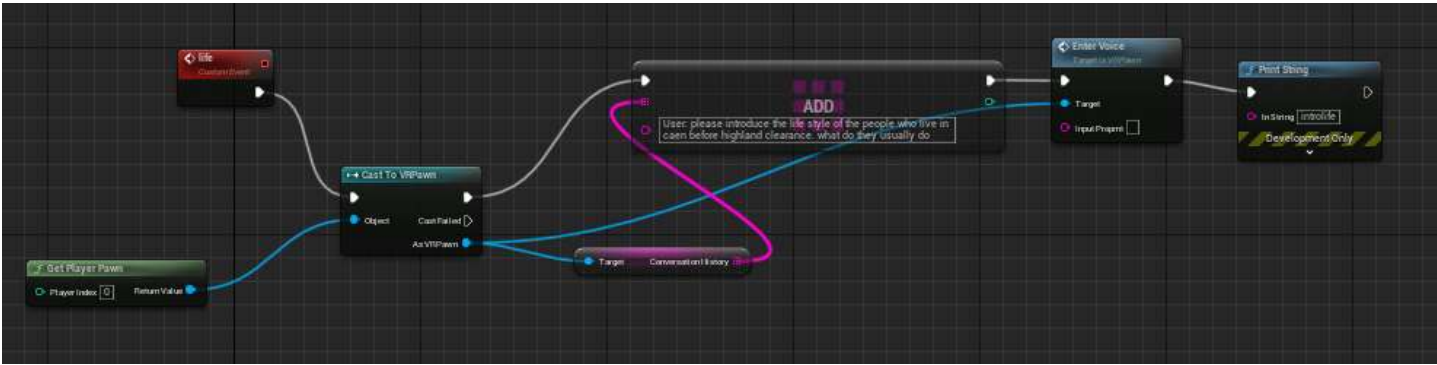 life
Custom Event
Cast To VRPawn
Object
Cast Failed
As VRPawn
Get Player Pawn
Player Index 0
Return Value
ADD
User: please introduce the life style of the people who live in
caen before highland clearance. what do they usually do
Target
Conversation History
Enter Voice
Target is VRPawn
Target
Input Propmt
Print String
In String introlife
Development Only